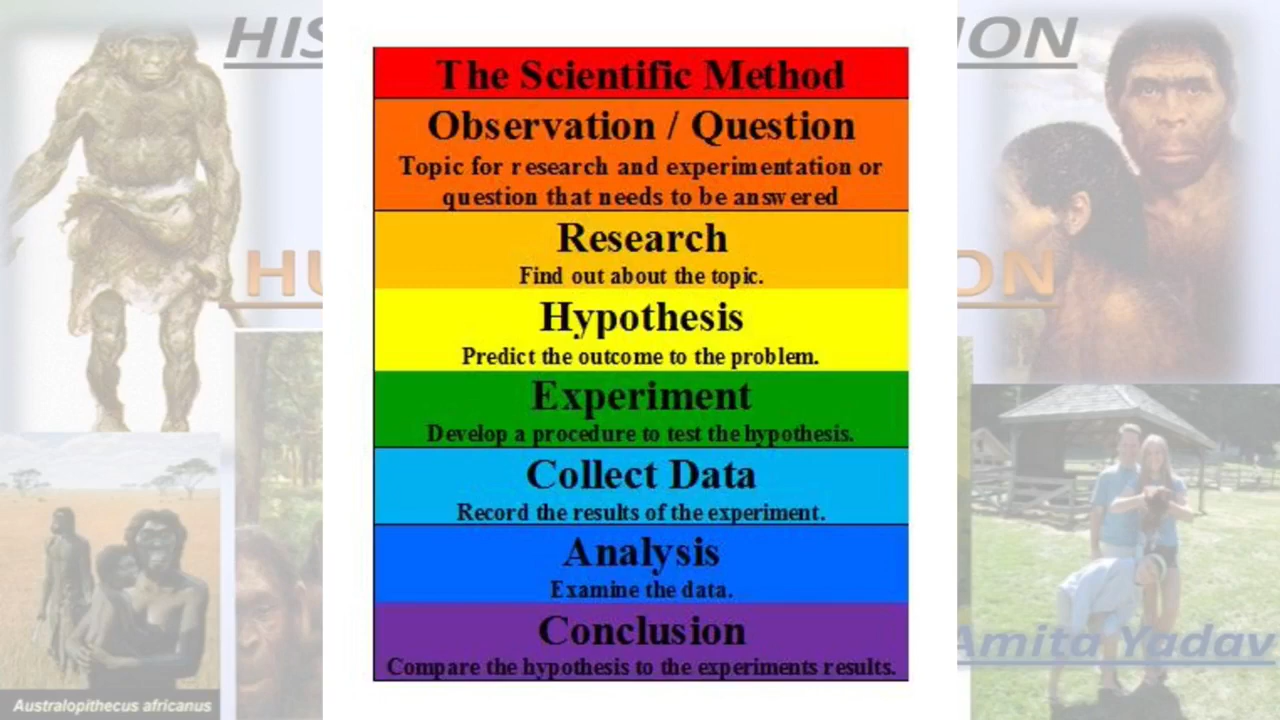 HIS
ION
The Scientific Method
Observation / Question
Topic for research and experimentation or
question that needs to be answered
Research
Find out about the topic.
HU
ON
Hypothesis
Predict the outcome to the problem.
Experiment
Develop a procedure to test the hypothesis.
Collect Data
Record the results of the experiment.
Analysis
Examine the data.
Conclusion
Compare the hypothesis to the experiments results.
Amita Yadav
Australopithecus africanus